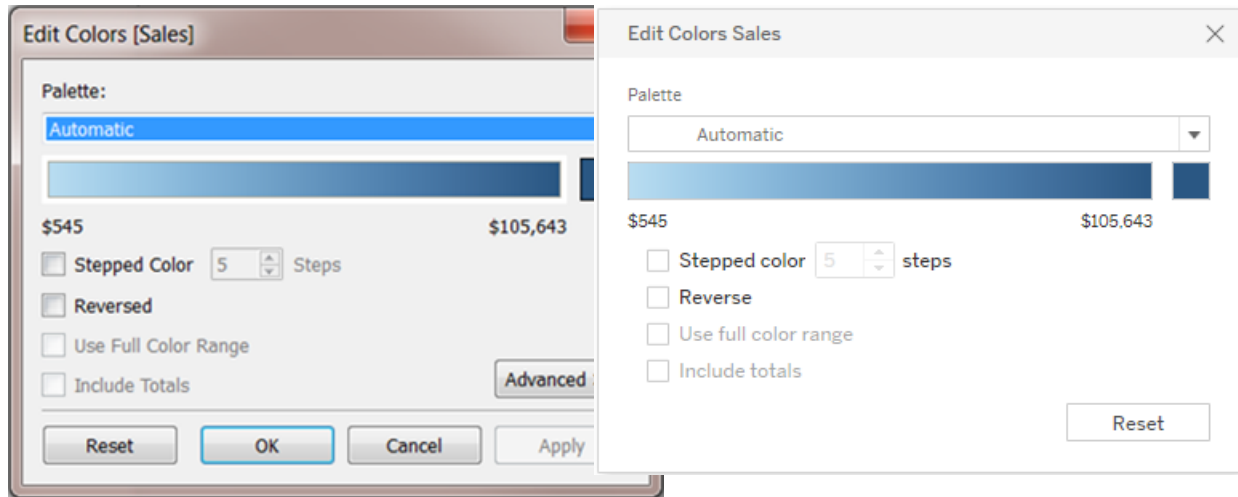 Edit Colors [Sales]
Palette:
Automatic
$545 $105,643
Stepped Color 5 Steps
Reversed
Use Full Color Range
Include Totals
Advanced
Reset OK Cancel Apply
Edit Colors Sales
Palette
Automatic
$545 $105,643
Stepped color 5 steps
Reverse
Use full color range
Include totals
Reset